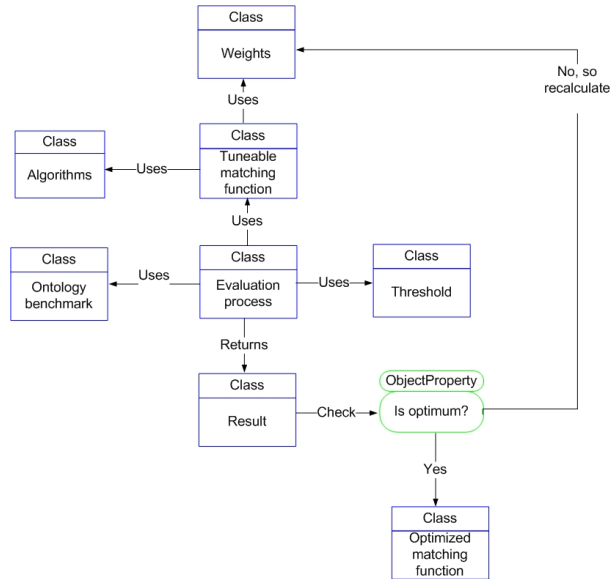 Class
Weights
No, so
recalculate
Uses
Class
Algorithms
Uses
Class
Tuneable
matching
function
Uses
Class
Ontology
benchmark
Uses
Class
Evaluation
process
Uses
Class
Threshold
Returns
Class
Result
Check
ObjectProperty
Is optimum?
Yes
Class
Optimized
matching
function